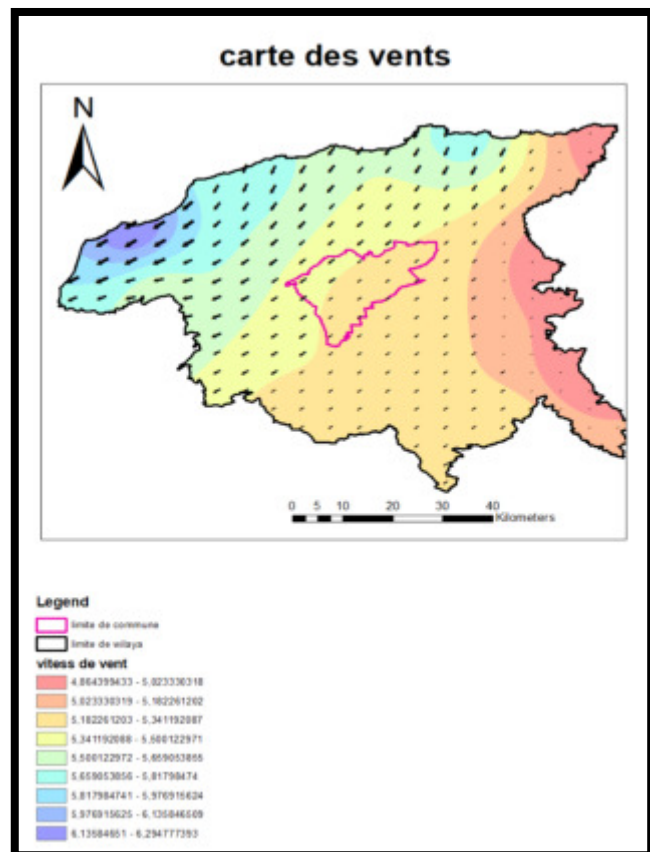 carte des vents
N
0 5 10 20 30 40
Kilometers
Legend
limite de commune
limite de wilaya
vitess de vent
4,864399433 - 5,023330318
5,023330319 - 5,182261202
5,182261203 - 5,341192087
5,341192088 - 5,500122971
5,500122972 - 5,659053855
5,659053856 - 5,81798474
5,817984741 - 5,976915624
5,976915625 - 6,135846509
6,13584651 - 6,294777393